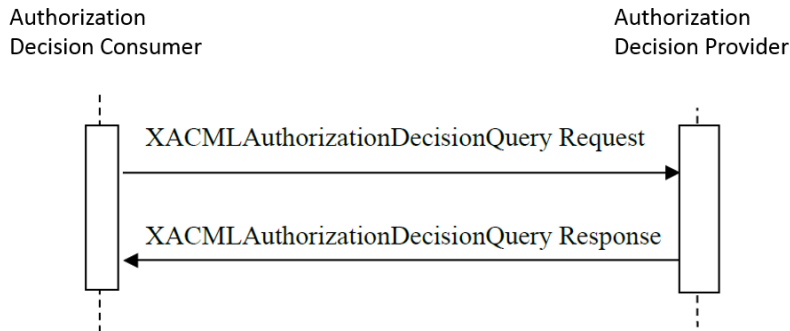 Authorization
Decision Consumer
Authorization
Decision Provider
XACMLAuthorizationDecisionQuery Request
XACMLAuthorizationDecisionQuery Response